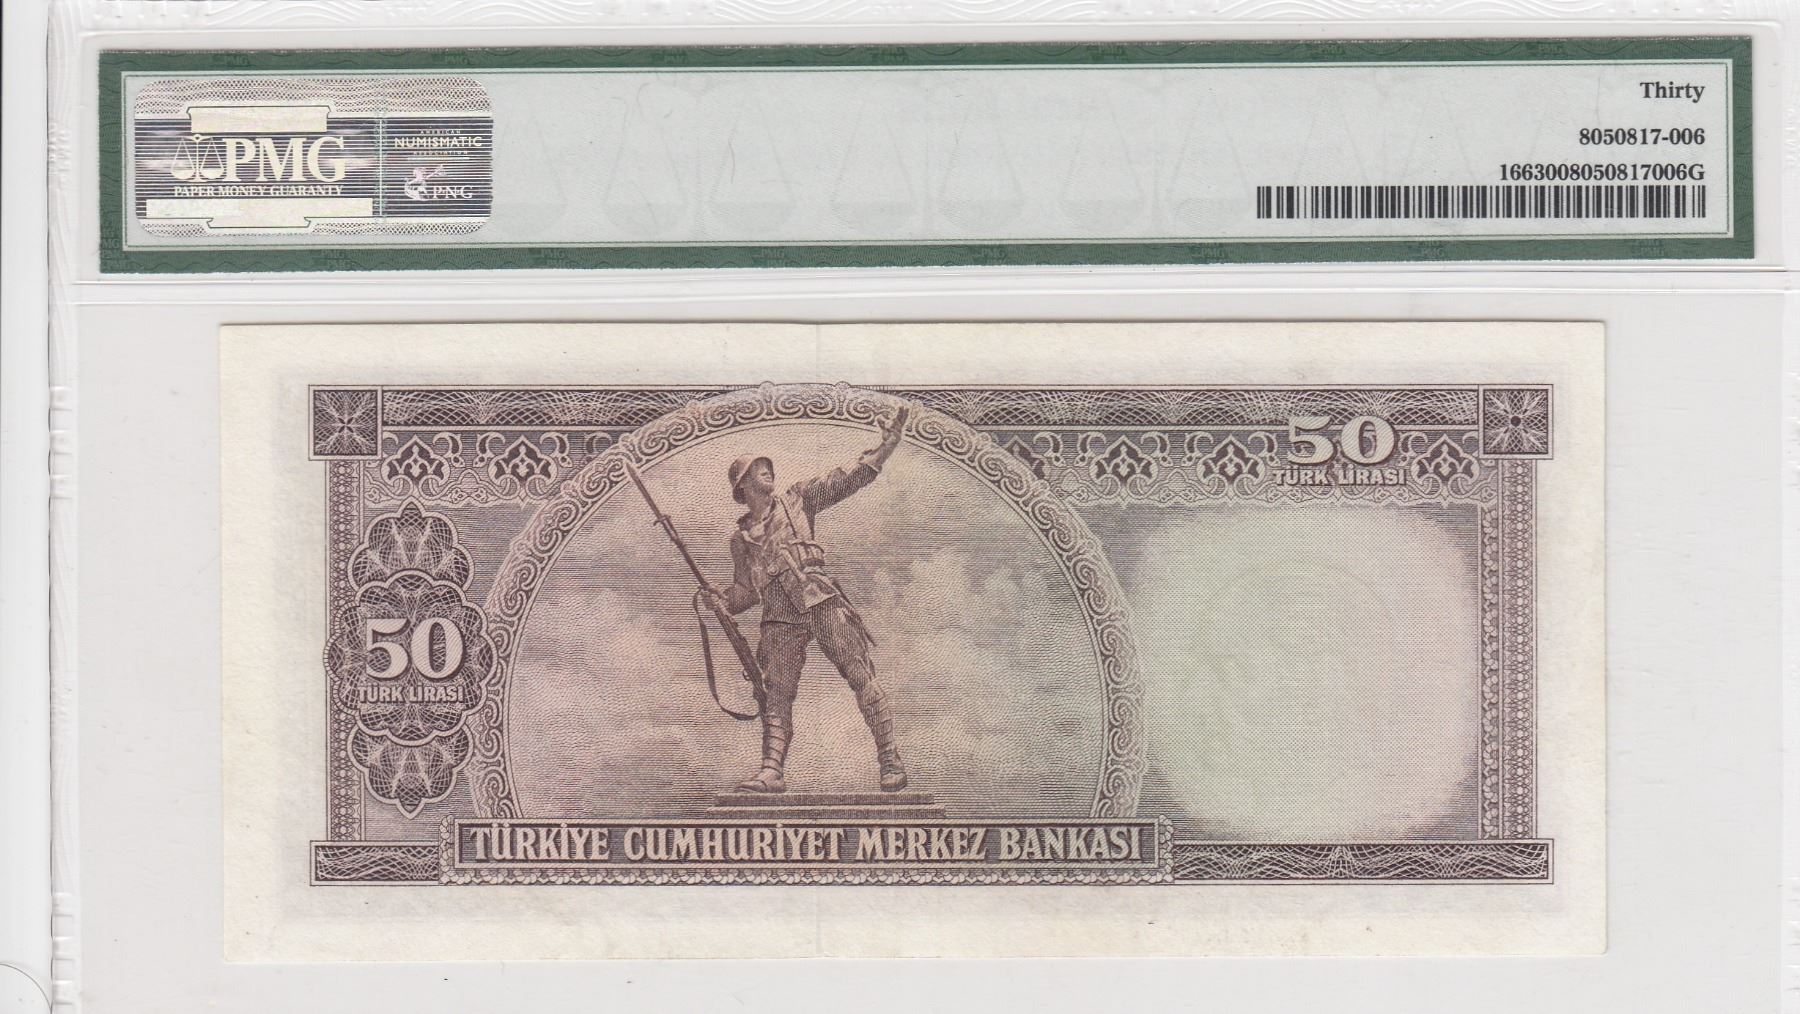 Thirty
8050817-006
1663008050817006G
PMG
PAPER MONEY GUARANTY
AMERICAN
NUMISMATIC
ASSOCIATION
PNG
50
TÜRK LİRASI
50
TÜRK LİRASI
TÜRKİYE CUMHURİYET MERKEZ BANKASI